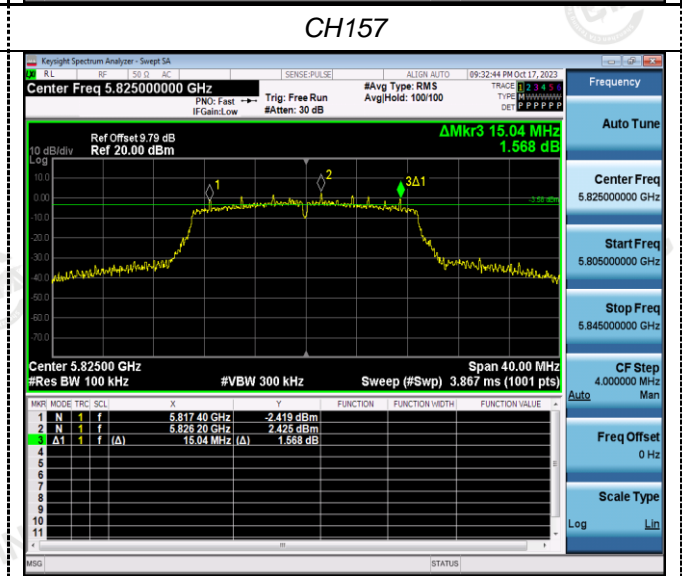 CH157
Keysight Spectrum Analyzer - Swept SA
RL RF 50 Ω AC SENSE:PULSE ALIGN AUTO 09:32:44 PM Oct 17, 2023
Center Freq 5.825000000 GHz #Avg Type: RMS TRACE 1 2 3 4 5 6
PNO: Fast Trig: Free Run Avg|Hold: 100/100 TYPE M WWWWW
IFGain:Low #Atten: 30 dB DET P P P P P P
Frequency
Auto Tune
Ref Offset 9.79 dB ΔMkr3 15.04 MHz
10 dB/div Ref 20.00 dBm 1.568 dB
Log
10.0
0.00
-10.0
-20.0
-30.0
-40.0
-50.0
-60.0
-70.0
1
2
3Δ1
-3.58 dBm
Center Freq
5.825000000 GHz
Start Freq
5.805000000 GHz
Stop Freq
5.845000000 GHz
Center 5.82500 GHz Span 40.00 MHz
#Res BW 100 kHz #VBW 300 kHz Sweep (#Swp) 3.867 ms (1001 pts)
CF Step
4.000000 MHz
Auto Man
MKR MODE TRC SCL X Y FUNCTION FUNCTION WIDTH FUNCTION VALUE
1 N 1 f 5.817 40 GHz -2.419 dBm
2 N 1 f 5.826 20 GHz 2.425 dBm
3 Δ1 1 f (Δ) 15.04 MHz (Δ) 1.568 dB
4
5
6
7
8
9
10
11
Freq Offset
0 Hz
Scale Type
Log Lin
MSG STATUS